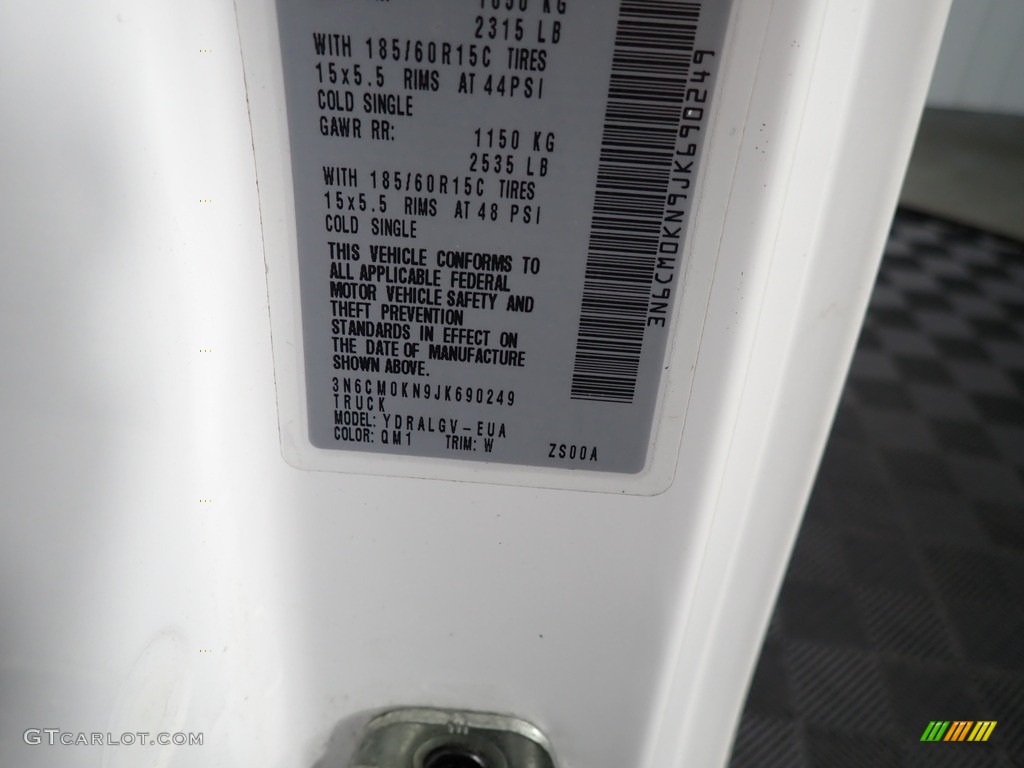 1050 KG
2315 LB
WITH 185/60R15C TIRES
15x5.5 RIMS AT 44PSI
COLD SINGLE
GAWR RR: 1150 KG
2535 LB
WITH 185/60R15C TIRES
15x5.5 RIMS AT 48 PSI
COLD SINGLE
THIS VEHICLE CONFORMS TO
ALL APPLICABLE FEDERAL
MOTOR VEHICLE SAFETY AND
THEFT PREVENTION
STANDARDS IN EFFECT ON
THE DATE OF MANUFACTURE
SHOWN ABOVE.
3N6CM0KN9JK690249
TRUCK
MODEL: YDRALGV-EUA
COLOR: QM1 TRIM: W ZS00A
3N6CM0KN9JK690249
GTCARLOT.COM